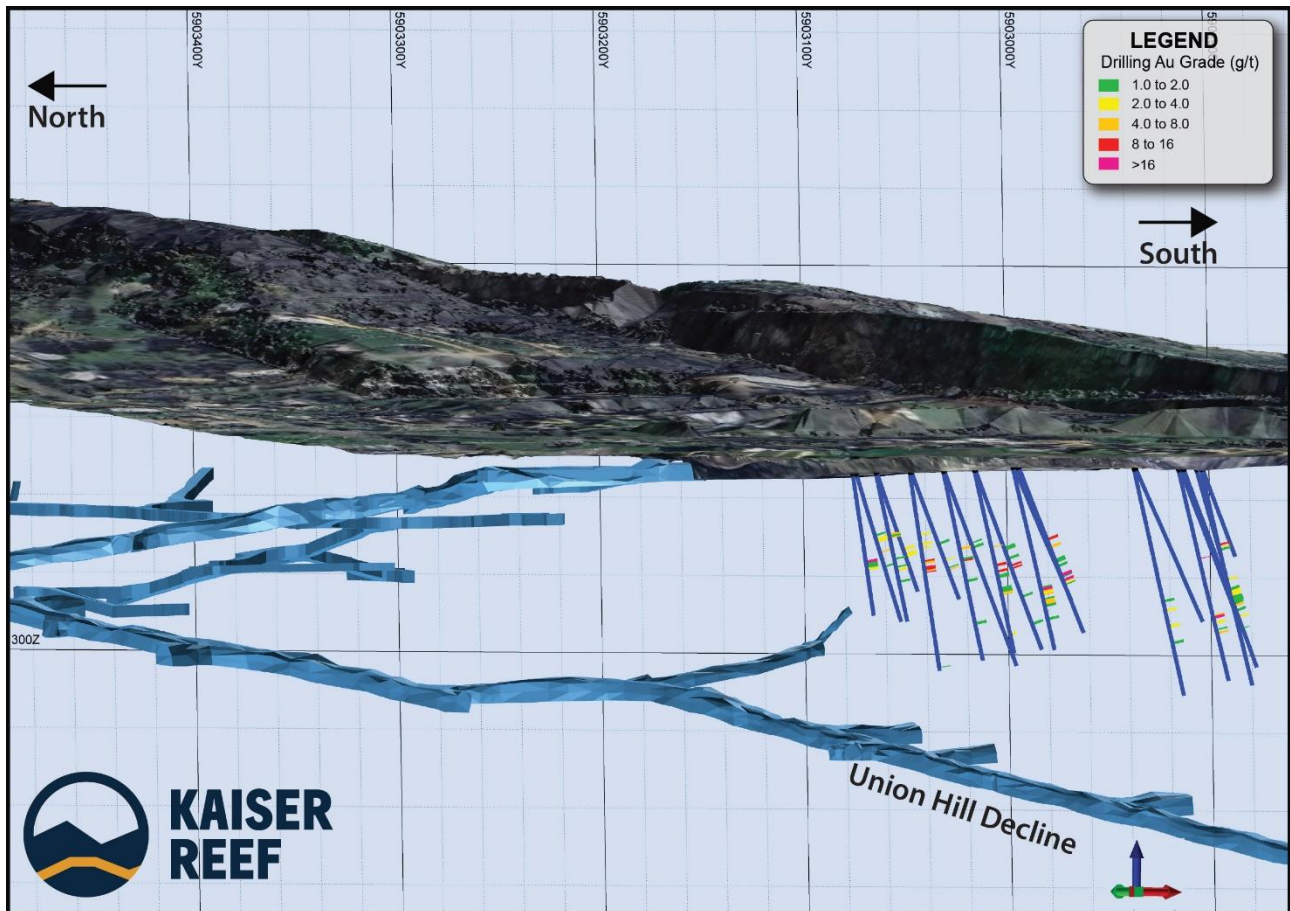 5903400Y
5903300Y
5903200Y
5903100Y
5903000Y
LEGEND
Drilling Au Grade (g/t)
1.0 to 2.0
2.0 to 4.0
4.0 to 8.0
8 to 16
>16
North
South
300Z
Union Hill Decline
KAISER
REEF